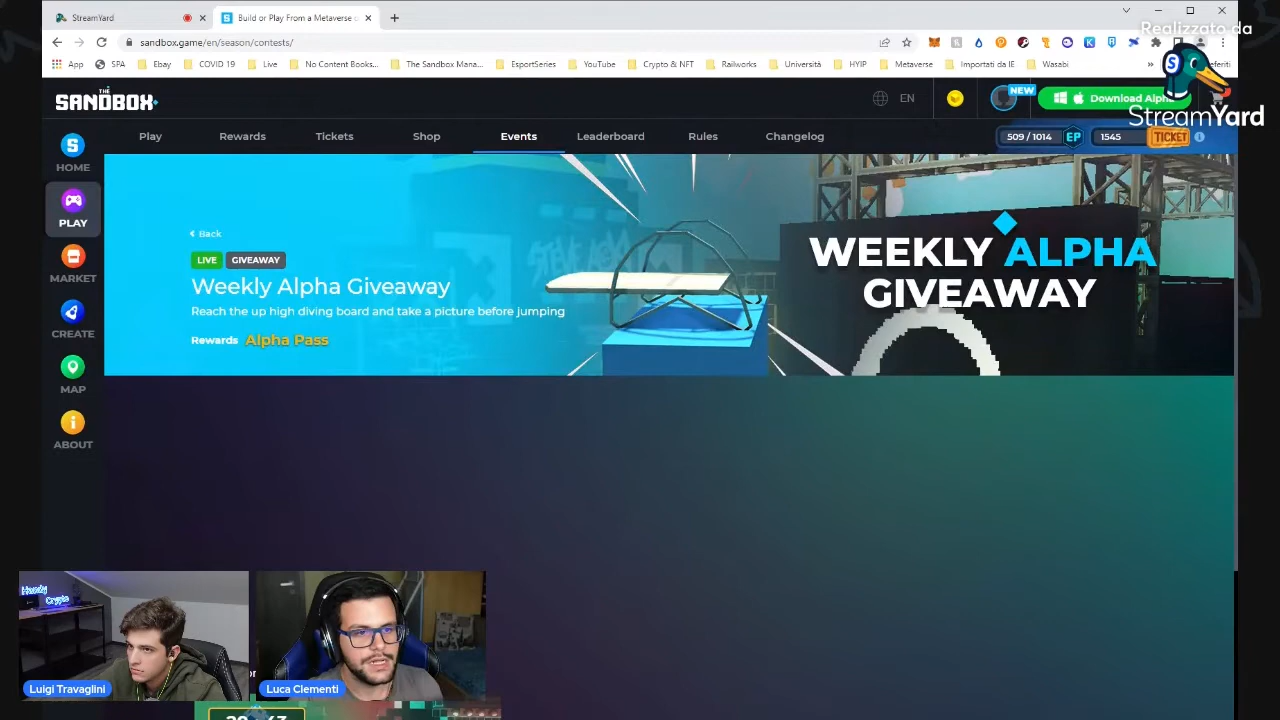 StreamYard
Build or Play From a Metaverse
Realizzato da
StreamYard
sandbox.game/en/season/contests/
App
SPA
Ebay
COVID 19
Live
No Content Book...
The Sandbox Mana...
EsportSeries
YouTube
Crypto & NFT
Railworks
Università
HYIP
Metaverse
Importati da IE
Wasabi
»
THE
SANDBOX
EN
NEW
Download Alpha
Play
Rewards
Tickets
Shop
Events
Leaderboard
Rules
Changelog
509 / 1014 EP
1545 TICKET
HOME
PLAY
MARKET
CREATE
MAP
ABOUT
Back
LIVE GIVEAWAY
Weekly Alpha Giveaway
Reach the up high diving board and take a picture before jumping
Rewards Alpha Pass
WEEKLY ALPHA
GIVEAWAY
Howdy
Crypto
Luigi Travaglini
Luca Clementi